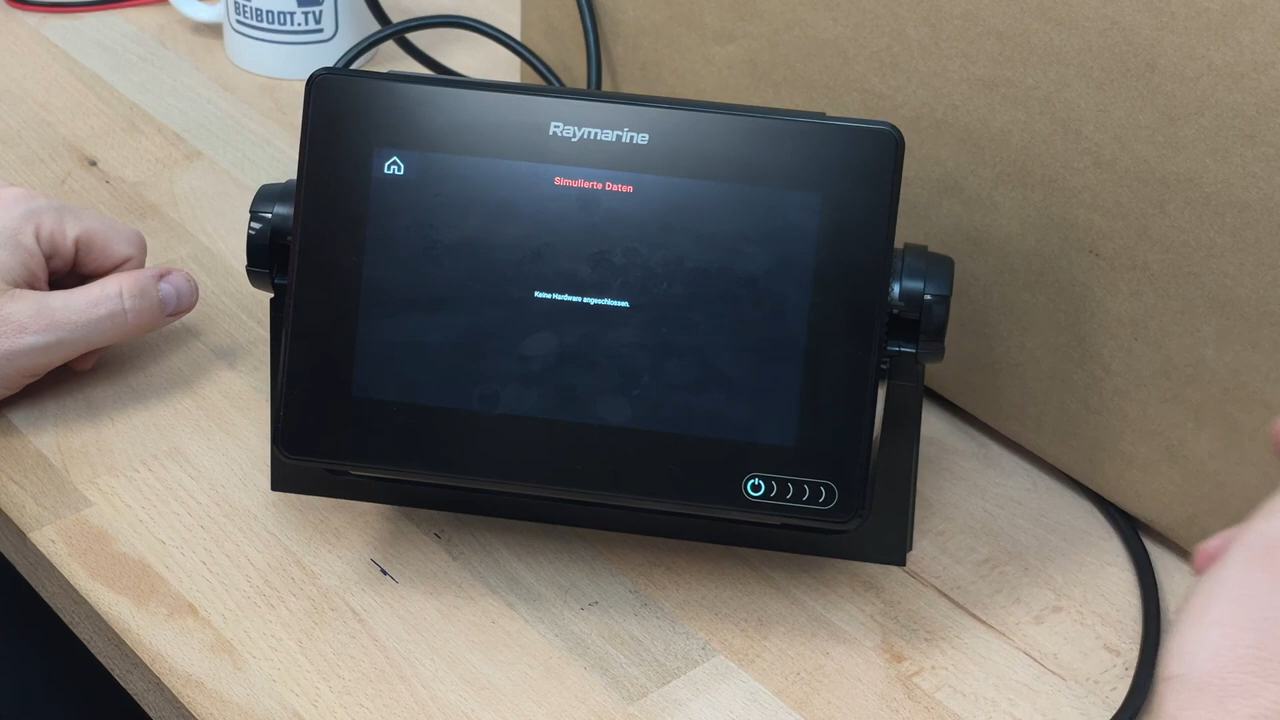 BEIBOOT.TV
Raymarine
Simulierte Daten
Keine Hardware angeschlossen.